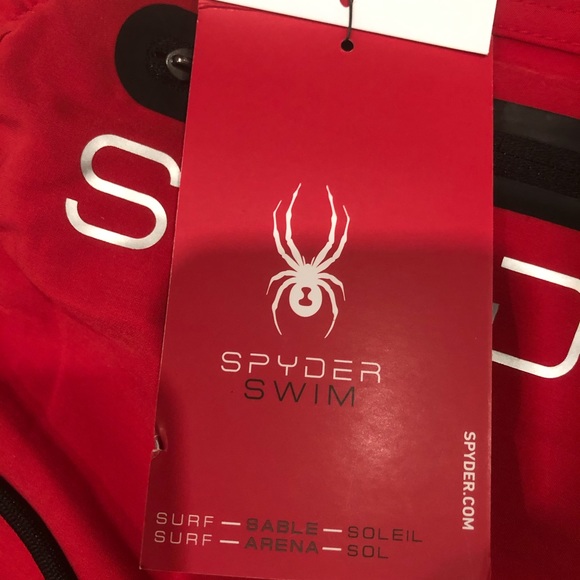 S
D
SPYDER
SWIM
SPYDER.COM
SURF — SABLE — SOLEIL
SURF — ARENA — SOL